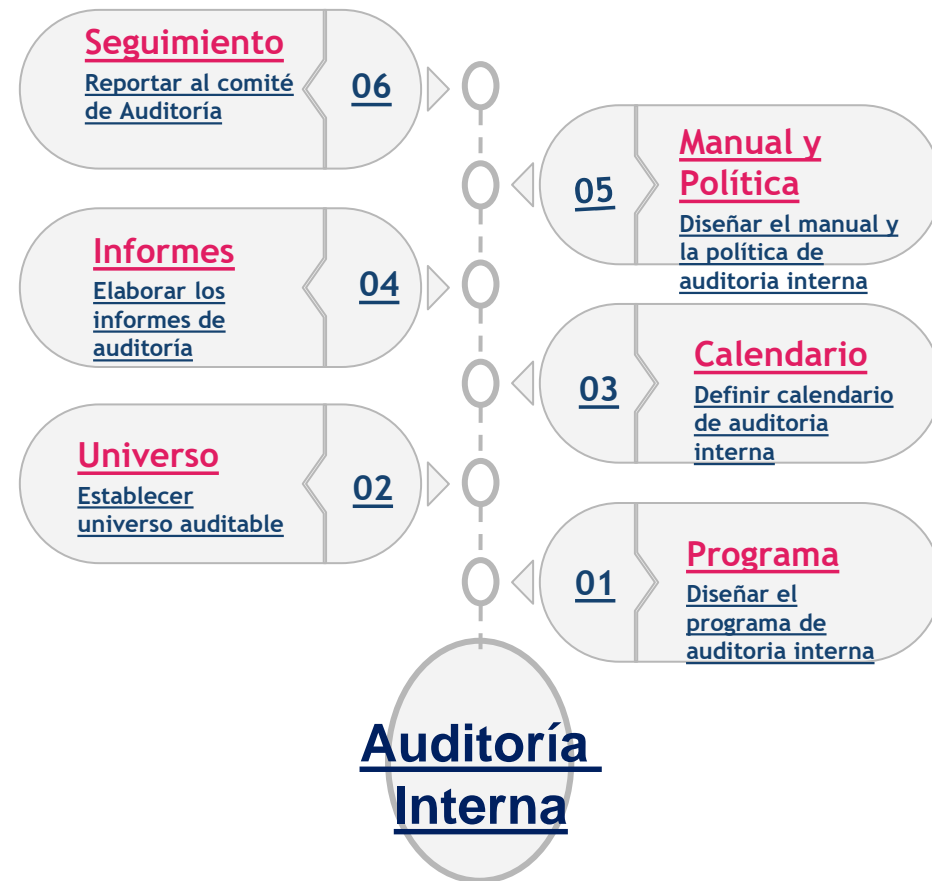 Seguimiento
Reportar al comité
de Auditoría
06
Manual y
Política
Diseñar el manual y
la política de
auditoria interna
05
Informes
Elaborar los
informes de
auditoría
04
Calendario
Definir calendario
de auditoria
interna
03
Universo
Establecer
universo auditable
02
Programa
Diseñar el
programa de
auditoria interna
01
Auditoría
Interna